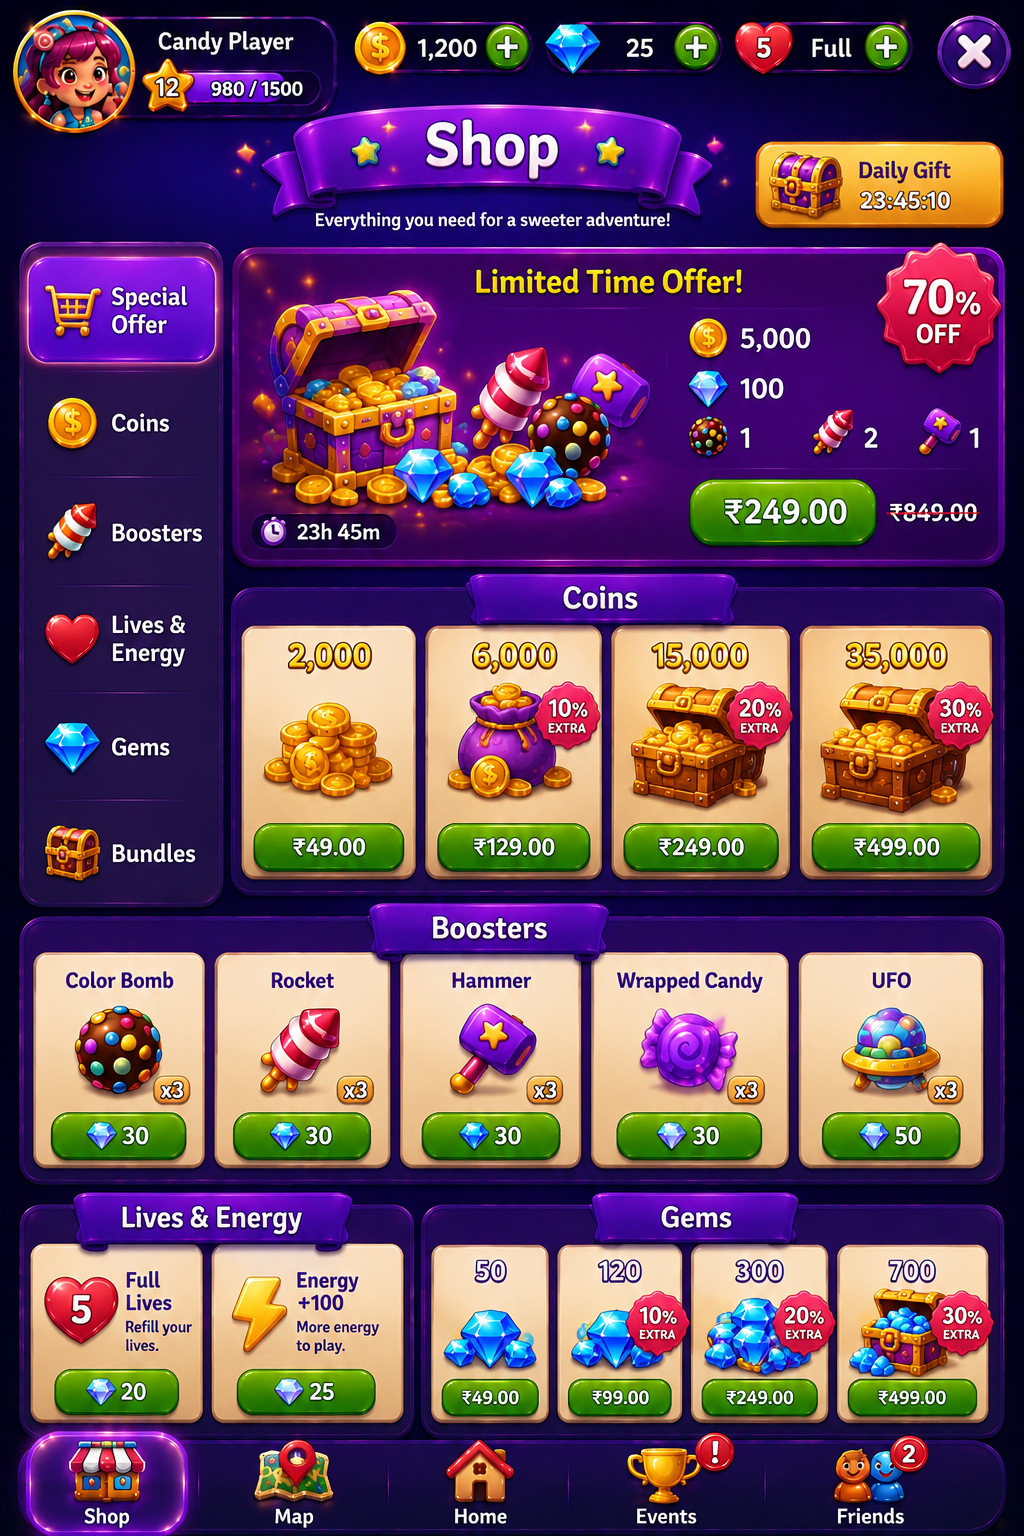 Candy Player
12
980 / 1500
$
1,200
+
25
+
5
Full
+
Shop
Everything you need for a sweeter adventure!
Daily Gift
23:45:10
Special
Offer
$
Coins
Boosters
Lives &
Energy
Gems
Bundles
Limited Time Offer!
70%
OFF
$
5,000
100
1
2
1
23h 45m
₹249.00
₹849.00
Coins
2,000
₹49.00
6,000
10%
EXTRA
$
₹129.00
15,000
20%
EXTRA
₹249.00
35,000
30%
EXTRA
₹499.00
Boosters
Color Bomb
x3
30
Rocket
x3
30
Hammer
x3
30
Wrapped Candy
x3
30
UFO
x3
50
Lives & Energy
5
Full
Lives
Refill your
lives.
20
Energy
+100
More energy
to play.
25
Gems
50
₹49.00
120
10%
EXTRA
₹99.00
300
20%
EXTRA
₹249.00
700
30%
EXTRA
₹499.00
Shop
Map
Home
!
Events
2
Friends